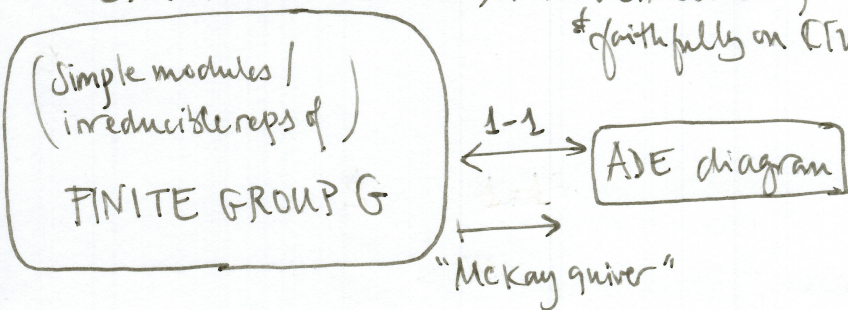 faithfully on
(Simple modules /
irreducible reps of)
FINITE GROUP G
1-1
ADE diagram
"McKay quiver"